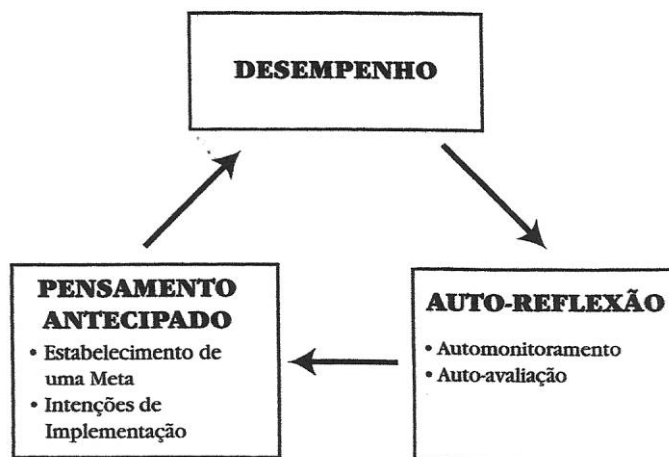 DESEMPENHO
PENSAMENTO
ANTECIPADO
• Estabelecimento de
uma Meta
• Intenções de
Implementação
AUTO-REFLEXÃO
• Automonitoramento
• Auto-avaliação